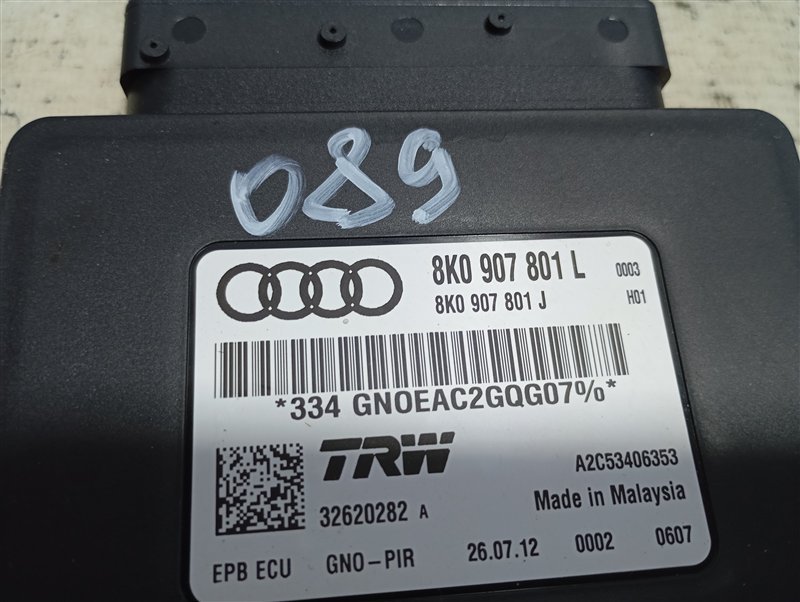 089
8K0 907 801 L 0003
8K0 907 801 J H01
*334 GNOEAC2GQG07%*
TRW
A2C53406353
32620282 A
Made in Malaysia
EPB ECU GNO-PIR 26.07.12 0002 0607